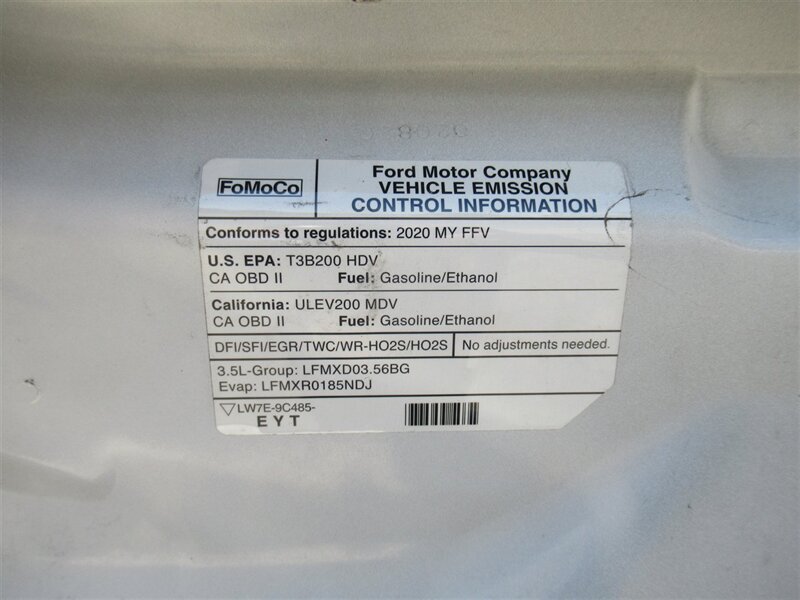 FoMoCo
Ford Motor Company
VEHICLE EMISSION
CONTROL INFORMATION
Conforms to regulations: 2020 MY FFV
U.S. EPA: T3B200 HDV
CA OBD II Fuel: Gasoline/Ethanol
California: ULEV200 MDV
CA OBD II Fuel: Gasoline/Ethanol
DFI/SFI/EGR/TWC/WR-HO2S/HO2S No adjustments needed.
3.5L-Group: LFMXD03.56BG
Evap: LFMXR0185NDJ
LW7E-9C485-
EYT